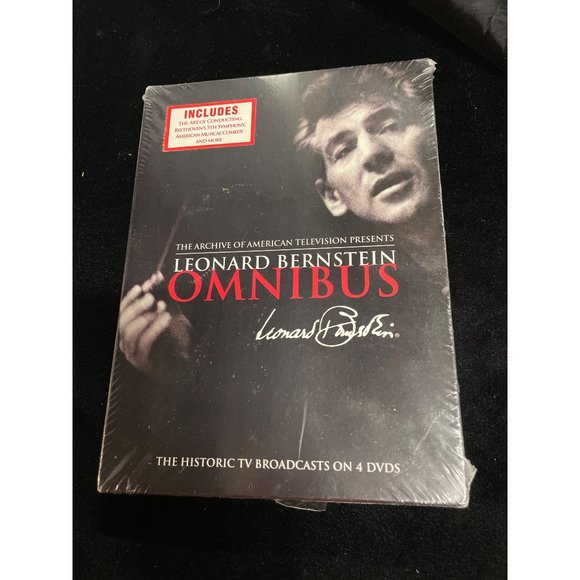 INCLUDES
THE ART OF CONDUCTING,
BEETHOVEN'S 5TH SYMPHONY,
AMERICAN MUSICAL COMEDY
AND MORE
THE ARCHIVE OF AMERICAN TELEVISION PRESENTS
LEONARD BERNSTEIN
OMNIBUS
Leonard Bernstein®
THE HISTORIC TV BROADCASTS ON 4 DVDS